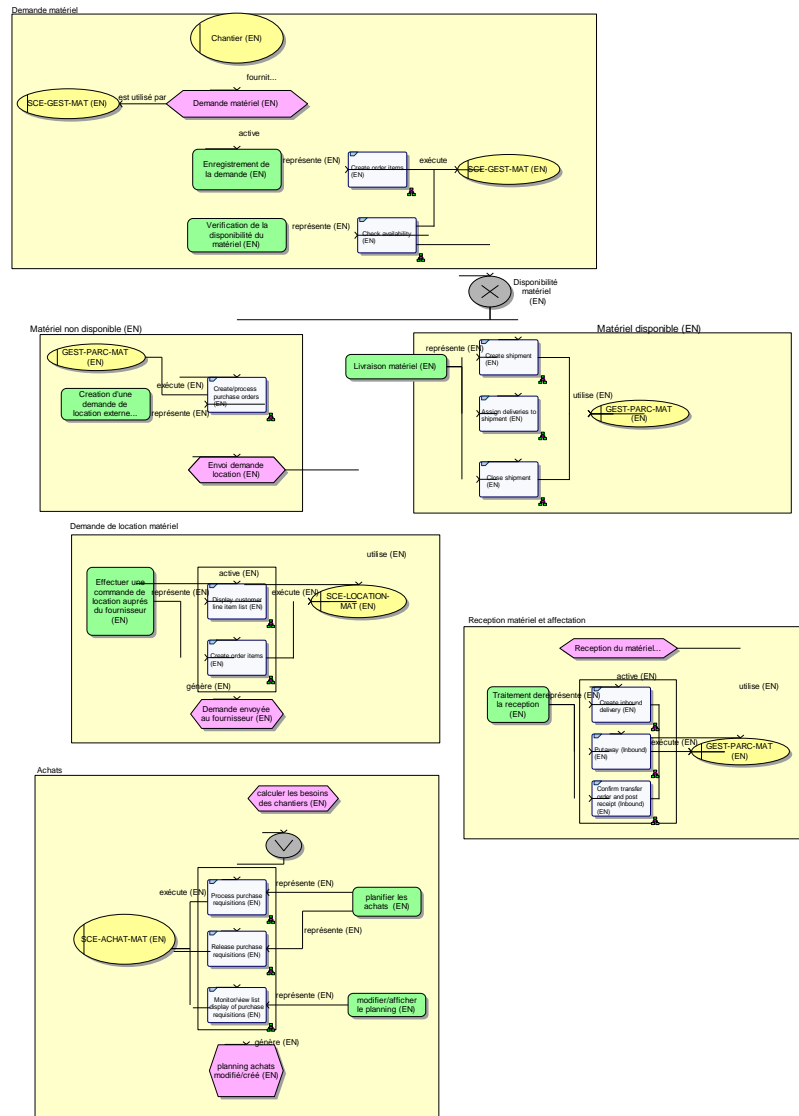 Demande matériel
Chantier (EN)
fournit...
SCE-GEST-MAT (EN)
est utilisé par
Demande matériel (EN)
active
Enregistrement de
la demande (EN)
représente (EN)
Create order items
(EN)
exécute
SCE-GEST-MAT (EN)
Verification de la
disponibilité du
matériel (EN)
représente (EN)
Check availability
(EN)
Disponibilité
matériel
(EN)
Matériel non disponible (EN)
GEST-PARC-MAT
(EN)
exécute (EN)
Creation d'une
demande de
location externe...
représente (EN)
Create/process
purchase orders
(EN)
Envoi demande
location (EN)
Matériel disponible (EN)
représente (EN)
Livraison matériel (EN)
Create shipment
(EN)
utilise (EN)
Assign deliveries to
shipment (EN)
GEST-PARC-MAT
(EN)
Close shipment
(EN)
Demande de location matériel
utilise (EN)
active (EN)
Effectuer une
commande de
location auprés
du fournisseur
(EN)
représente (EN)
Display customer
line item list (EN)
exécute (EN)
SCE-LOCATION-
MAT (EN)
Create order items
(EN)
génère (EN)
Demande envoyée
au fournisseur (EN)
Reception matériel et affectation
Reception du matériel...
active (EN)
utilise (EN)
Traitement de
la reception
(EN)
représente (EN)
Create inbound
delivery (EN)
Putaway (Inbound)
(EN)
exécute (EN)
GEST-PARC-MAT
(EN)
Confirm transfer
order and post
receipt (Inbound)
(EN)
Achats
calculer les besoins
des chantiers (EN)
exécute (EN)
Process purchase
requisitions (EN)
représente (EN)
planifier les
achats (EN)
représente (EN)
SCE-ACHAT-MAT (EN)
Release purchase
requisitions (EN)
Monitor/view list
display of purchase
requisitions (EN)
représente (EN)
modifier/afficher
le planning (EN)
génère (EN)
planning achats
modifié/créé (EN)